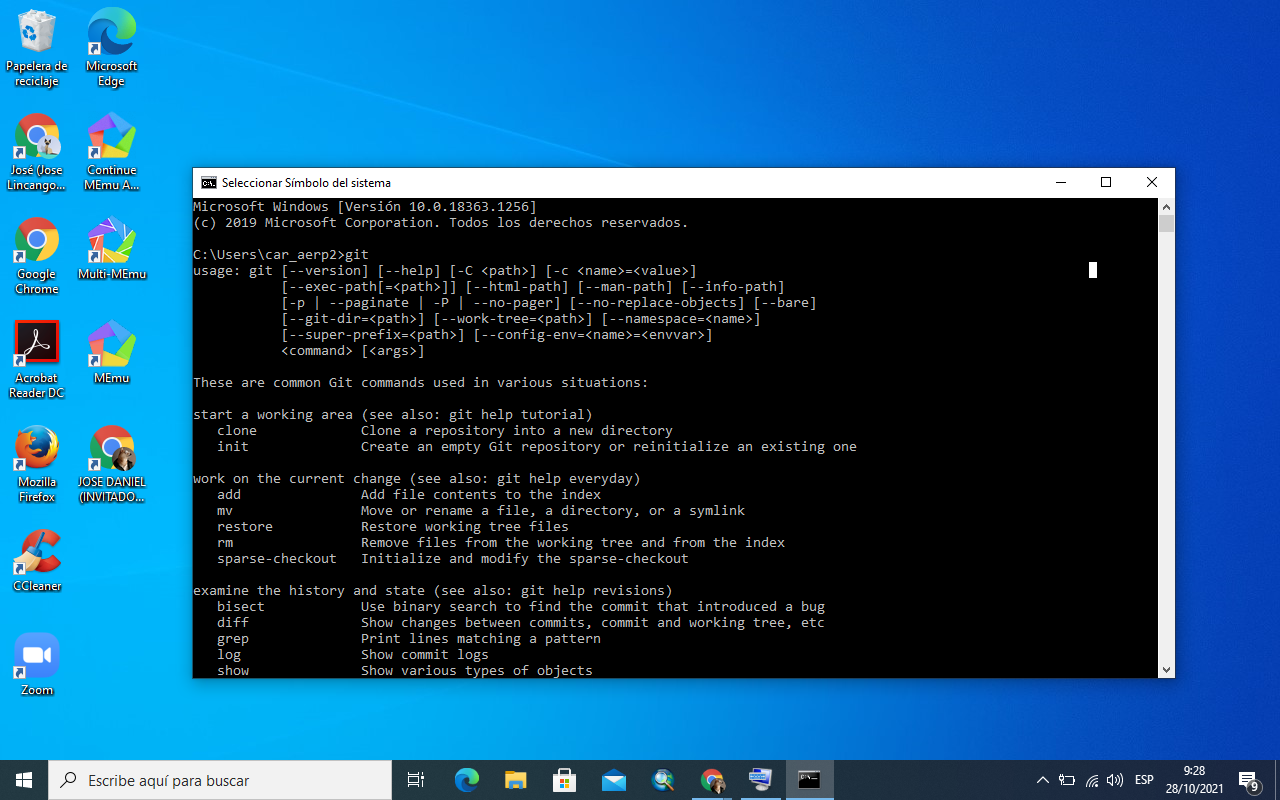 Papelera de
reciclaje
Microsoft
Edge
José (Jose
Lincango...
Continue
MEmu A...
Google
Chrome
Multi-MEmu
Acrobat
Reader DC
MEmu
Mozilla
Firefox
JOSE DANIEL
(INVITADO...
CCleaner
Zoom
Seleccionar Símbolo del sistema
Microsoft Windows [Versión 10.0.18363.1256]
(c) 2019 Microsoft Corporation. Todos los derechos reservados.
C:\Users\car_aerp2>git
usage: git [--version] [--help] [-C <path>] [-c <name>=<value>]
[--exec-path[=<path>]] [--html-path] [--man-path] [--info-path]
[-p | --paginate | -P | --no-pager] [--no-replace-objects] [--bare]
[--git-dir=<path>] [--work-tree=<path>] [--namespace=<name>]
[--super-prefix=<path>] [--config-env=<name>=<envvar>]
<command> [<args>]
These are common Git commands used in various situations:
start a working area (see also: git help tutorial)
clone Clone a repository into a new directory
init Create an empty Git repository or reinitialize an existing one
work on the current change (see also: git help everyday)
add Add file contents to the index
mv Move or rename a file, a directory, or a symlink
restore Restore working tree files
rm Remove files from the working tree and from the index
sparse-checkout Initialize and modify the sparse-checkout
examine the history and state (see also: git help revisions)
bisect Use binary search to find the commit that introduced a bug
diff Show changes between commits, commit and working tree, etc
grep Print lines matching a pattern
log Show commit logs
show Show various types of objects
Escribe aquí para buscar
ESP
9:28
28/10/2021
9